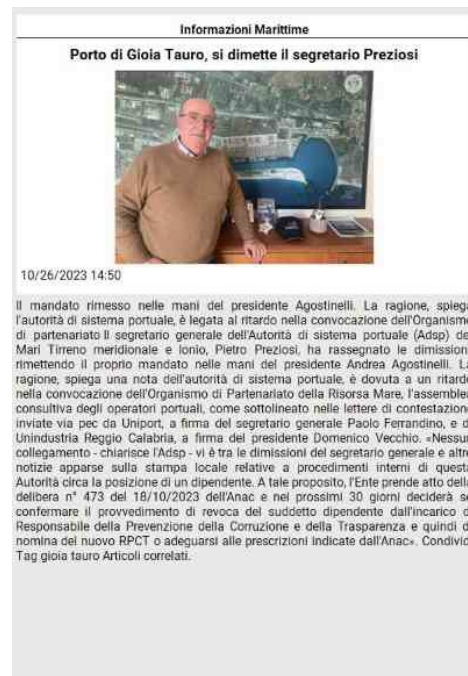 Informazioni Marittime
Porto di Gioia Tauro, si dimette il segretario Preziosi
10/26/2023 14:50
Il mandato rimesso nelle mani del presidente Agostinelli. La ragione, spiega
l'autorità di sistema portuale, è legata al ritardo nella convocazione dell'Organismo
di partenariato Il segretario generale dell'Autorità di sistema portuale (Adsp) de
Mari Tirreno meridionale e Ionio, Pietro Preziosi, ha rassegnato le dimission
rimettendo il proprio mandato nelle mani del presidente Andrea Agostinelli. La
ragione, spiega una nota dell'autorità di sistema portuale, è dovuta a un ritardo
nella convocazione dell'Organismo di Partenariato della Risorsa Mare, l'assemblea
consultiva degli operatori portuali, come sottolineato nelle lettere di contestazione
inviate via pec da Uniport, a firma del segretario generale Paolo Ferrandino, e d
Unindustria Reggio Calabria, a firma del presidente Domenico Vecchio. «Nessun
collegamento - chiarisce l'Adsp - vi è tra le dimissioni del segretario generale e altre
notizie apparse sulla stampa locale relative a procedimenti interni di questa
Autorità circa la posizione di un dipendente. A tale proposito, l'Ente prende atto della
delibera n° 473 del 18/10/2023 dell'Anac e nei prossimi 30 giorni deciderà se
confermare il provvedimento di revoca del suddetto dipendente dall'incarico d
Responsabile della Prevenzione della Corruzione e della Trasparenza e quindi d
nomina del nuovo RPCT o adeguarsi alle prescrizioni indicate dall'Anac». Condivid
Tag gioia tauro Articoli correlati.